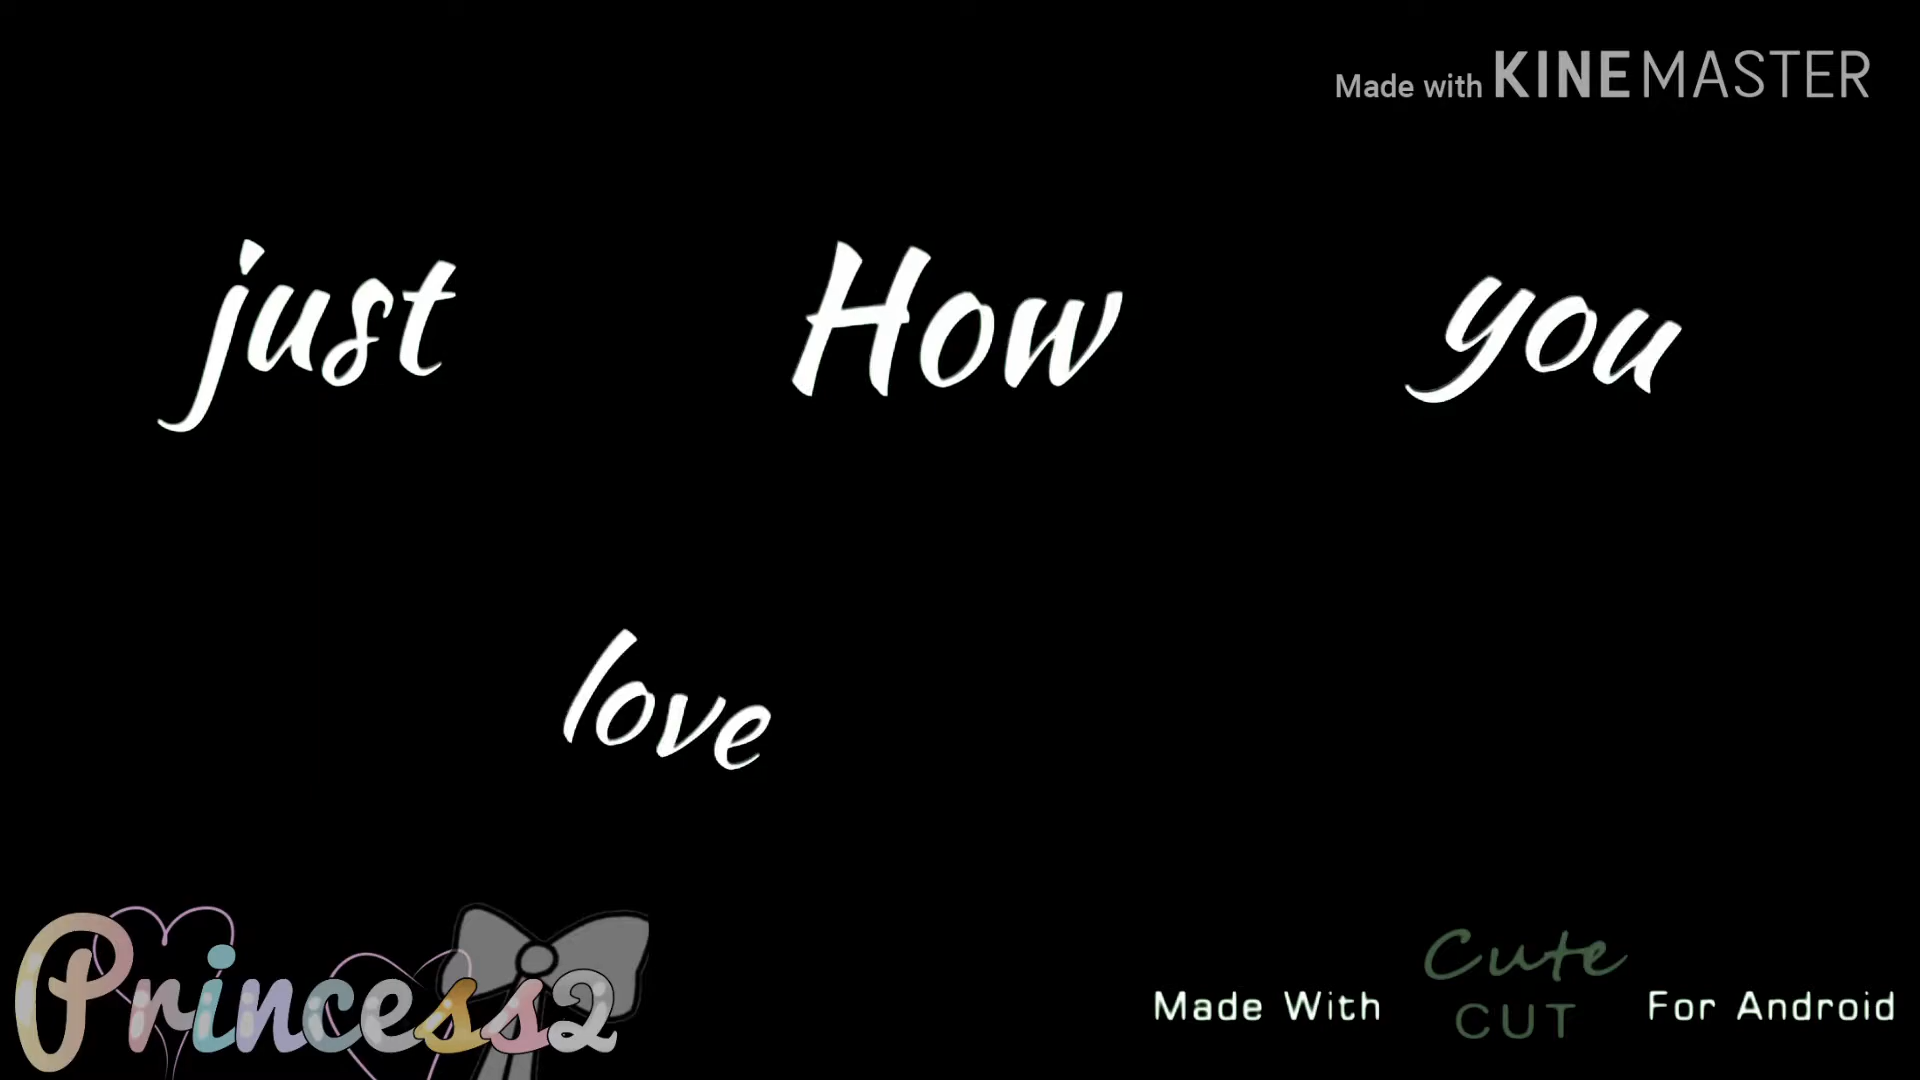 Made with KINEMASTER
just How you
love
Princess2
Made With Cute CUT For Android